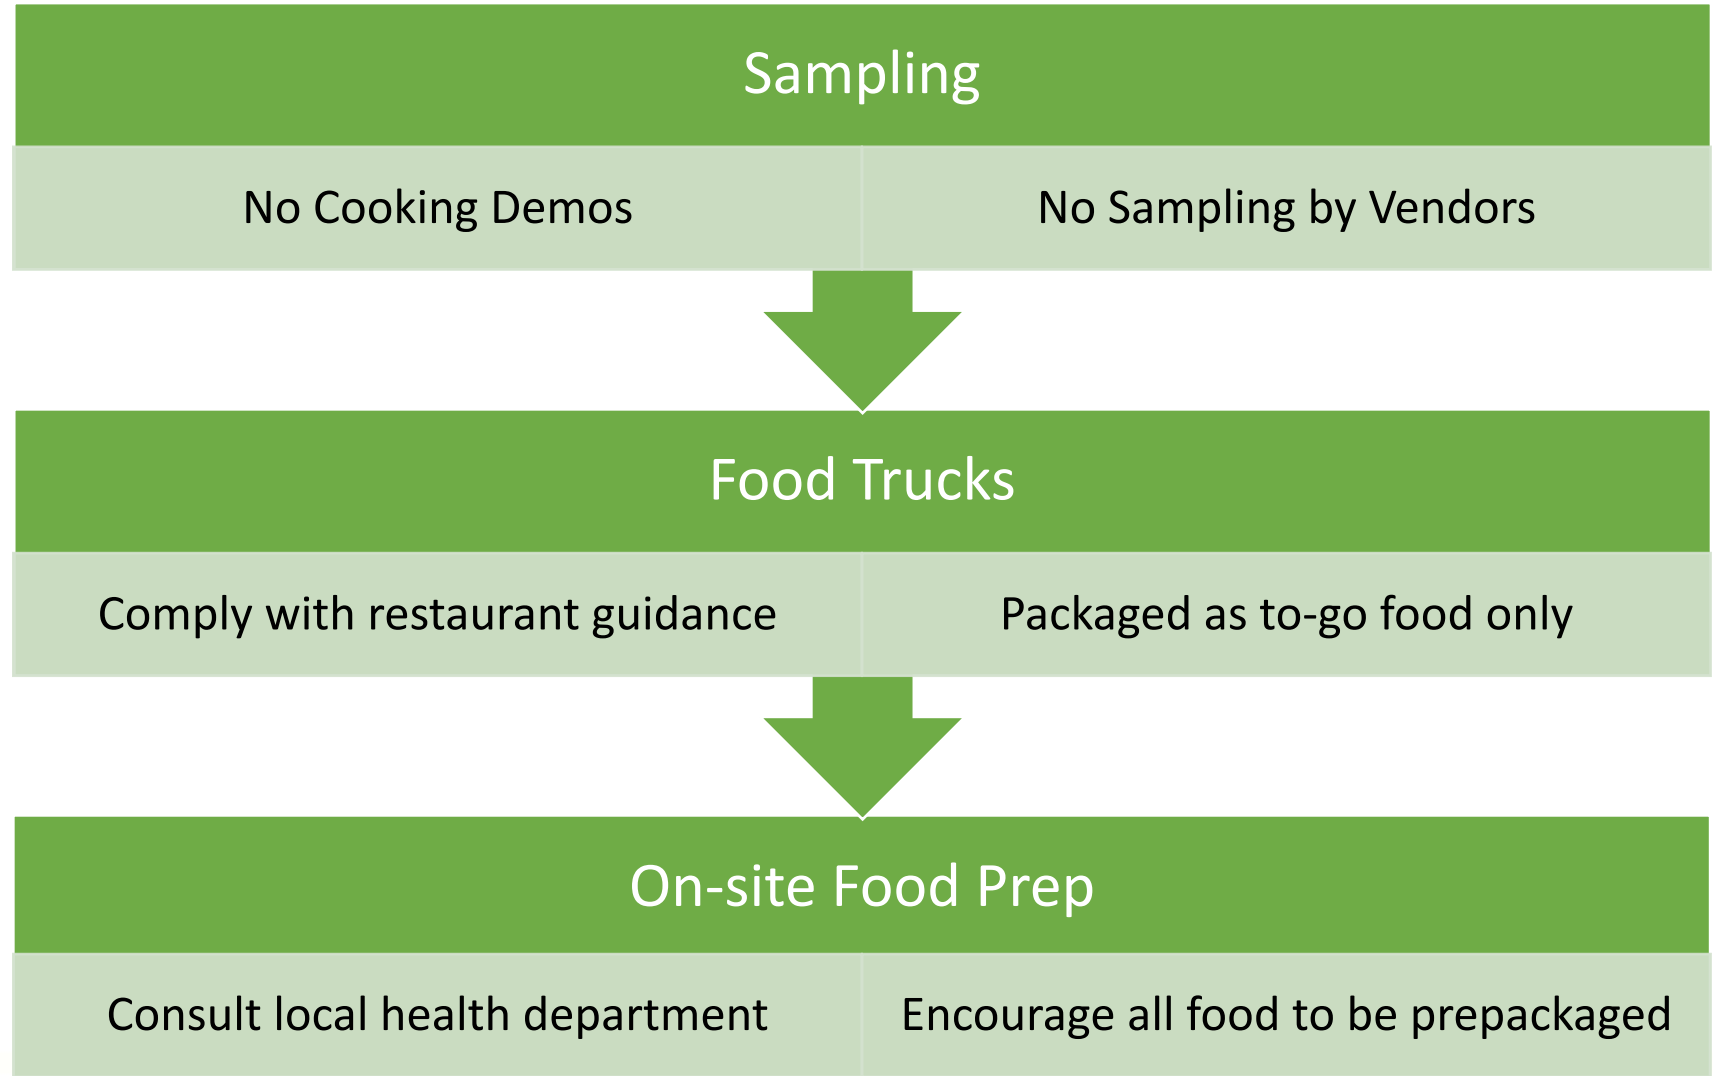 Sampling
No Cooking Demos
No Sampling by Vendors
Food Trucks
Comply with restaurant guidance
Packaged as to-go food only
On-site Food Prep
Consult local health department
Encourage all food to be prepackaged